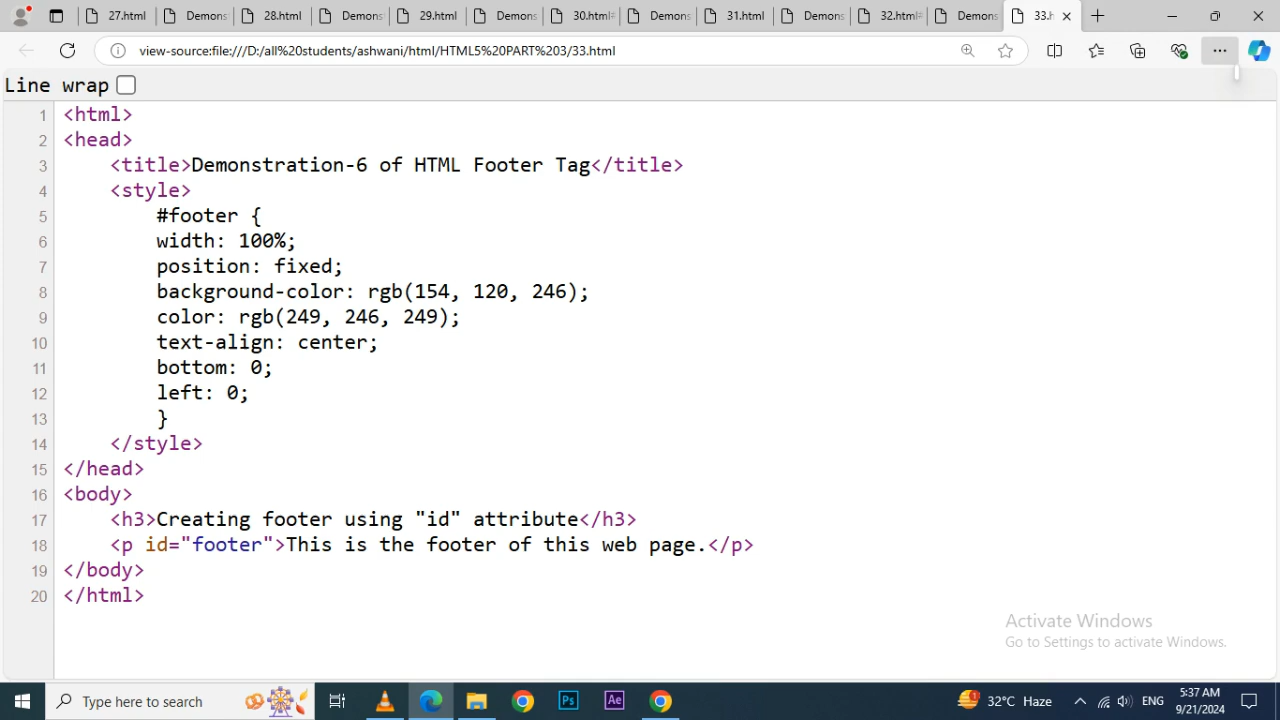 27.html
Demons
28.html
Demons
29.html
Demons
30.html
Demons
31.html
Demons
32.html
Demons
33.h
view-source:file:///D:/all%20students/ashwani/html/HTML5%20PART%203/33.html
Line wrap
1 <html>
2 <head>
3 <title>Demonstration-6 of HTML Footer Tag</title>
4 <style>
5 #footer {
6 width: 100%;
7 position: fixed;
8 background-color: rgb(154, 120, 246);
9 color: rgb(249, 246, 249);
10 text-align: center;
11 bottom: 0;
12 left: 0;
13 }
14 </style>
15 </head>
16 <body>
17 <h3>Creating footer using "id" attribute</h3>
18 <p id="footer">This is the footer of this web page.</p>
19 </body>
20 </html>
Activate Windows
Go to Settings to activate Windows.
Type here to search
Ps
Ae
1
32°C Haze
ENG
5:37 AM
9/21/2024